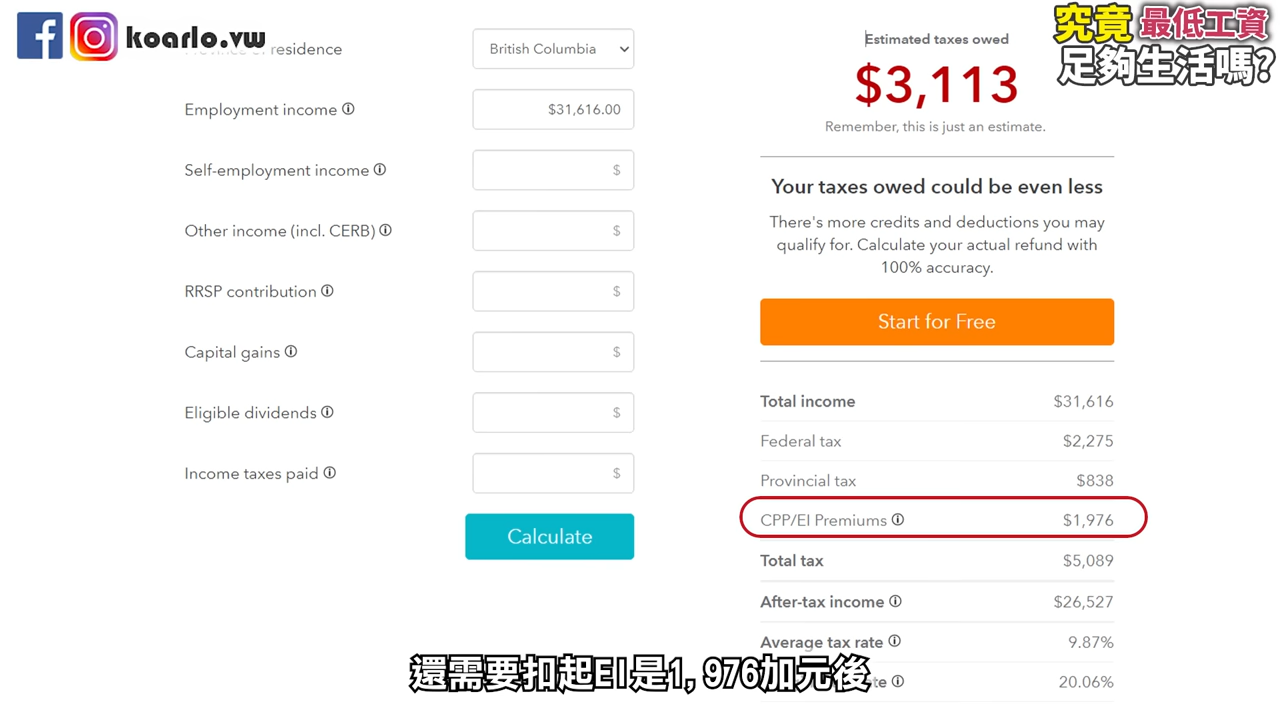 koarlo.vw
究竟 最低工資
足夠生活嗎?
residence
British Columbia
Employment income
$31,616.00
Self-employment income
$
Other income (incl. CERB)
$
RRSP contribution
$
Capital gains
$
Eligible dividends
$
Income taxes paid
$
Calculate
Estimated taxes owed
$3,113
Remember, this is just an estimate.
Your taxes owed could be even less
There's more credits and deductions you may
qualify for. Calculate your actual refund with
100% accuracy.
Start for Free
Total income $31,616
Federal tax $2,275
Provincial tax $838
CPP/EI Premiums $1,976
Total tax $5,089
After-tax income $26,527
Average tax rate 9.87%
20.06%
還需要扣起EI是1,976加元後